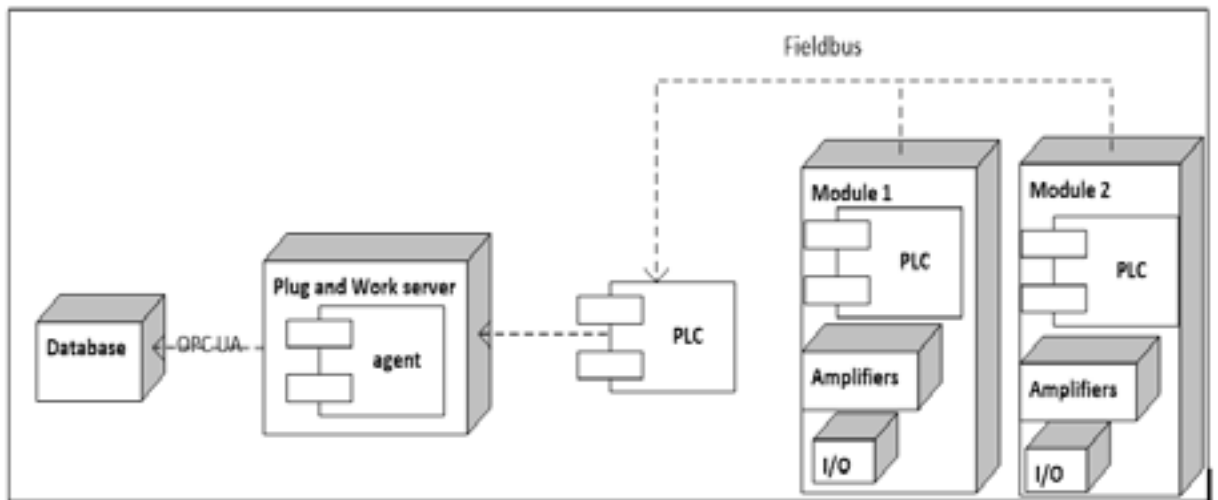 Fieldbus
Module 1
PLC
Amplifiers
I/O
Module 2
PLC
Amplifiers
I/O
Plug and Work server
agent
PLC
Database
OPC UA